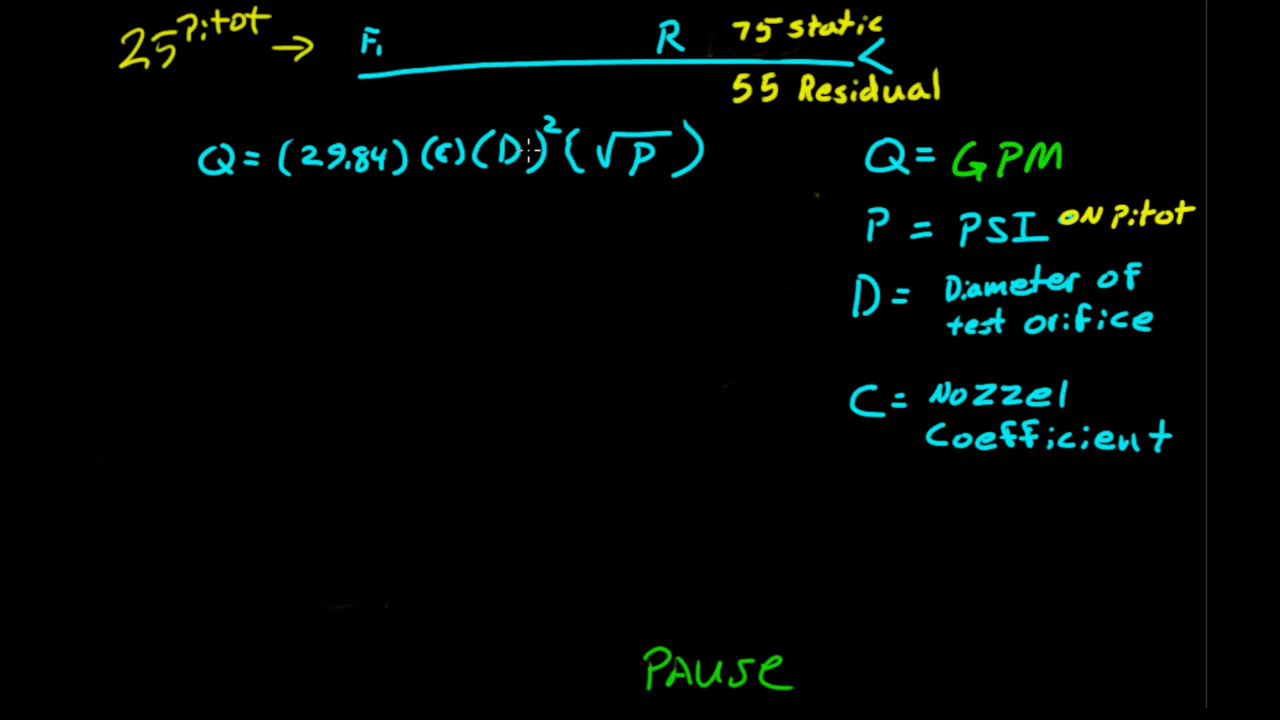 25 Pitot → F₁ R 75 static
55 Residual
Q = (29.84) (C) (D)² (√P)
Q = GPM
P = PSI ON Pitot
D = Diameter of
test orifice
C = Nozzel
Coefficient
PAUSE